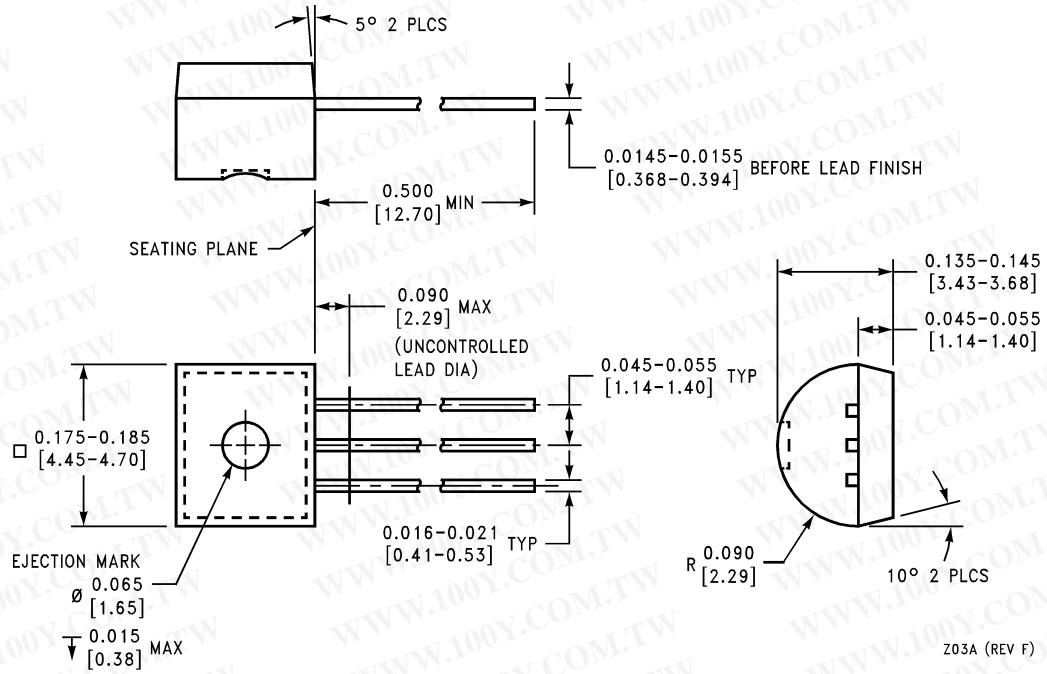 5° 2 PLCS
0.0145-0.0155
[0.368-0.394] BEFORE LEAD FINISH
0.500
[12.70] MIN
SEATING PLANE
0.090
[2.29] MAX
(UNCONTROLLED
LEAD DIA)
0.045-0.055
[1.14-1.40] TYP
0.135-0.145
[3.43-3.68]
0.045-0.055
[1.14-1.40]
0.175-0.185
[4.45-4.70]
0.016-0.021
[0.41-0.53] TYP
EJECTION MARK
Ø 0.065
[1.65]
0.015
[0.38] MAX
R 0.090
[2.29]
10° 2 PLCS
Z03A (REV F)
WWW.100Y.COM.TW